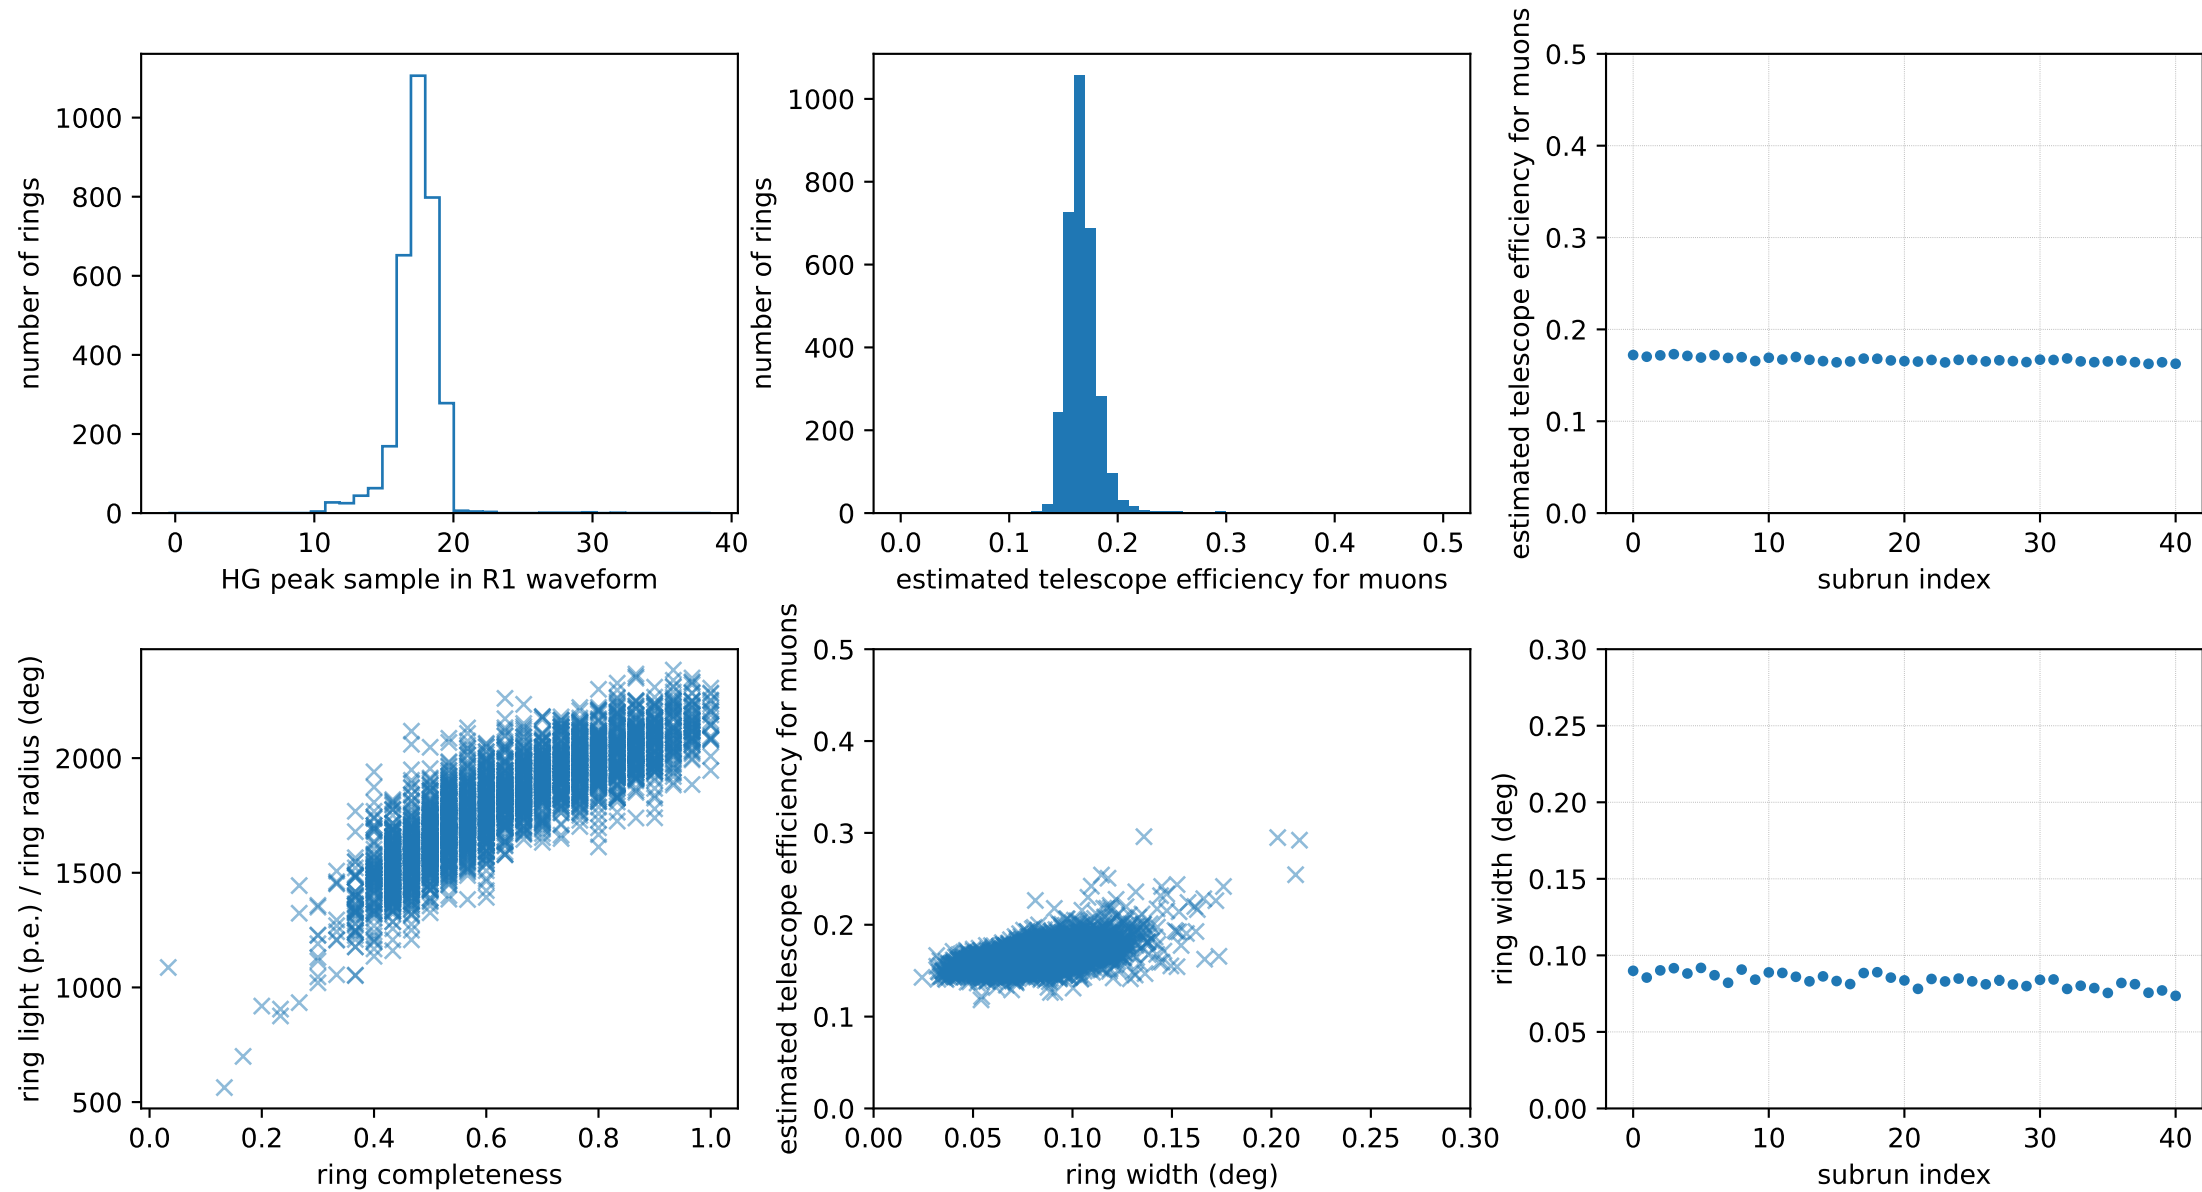 number of rings
1000
800
600
400
200
0
0 10 20 30 40
HG peak sample in R1 waveform
number of rings
1000
800
600
400
200
0
0.0 0.1 0.2 0.3 0.4 0.5
estimated telescope efficiency for muons
estimated telescope efficiency for muons
0.5
0.4
0.3
0.2
0.1
0.0
0 10 20 30 40
subrun index
ring light (p.e.) / ring radius (deg)
2000
1500
1000
500
0.0 0.2 0.4 0.6 0.8 1.0
ring completeness
estimated telescope efficiency for muons
0.5
0.4
0.3
0.2
0.1
0.0
0.00 0.05 0.10 0.15 0.20 0.25 0.30
ring width (deg)
ring width (deg)
0.30
0.25
0.20
0.15
0.10
0.05
0.00
0 10 20 30 40
subrun index